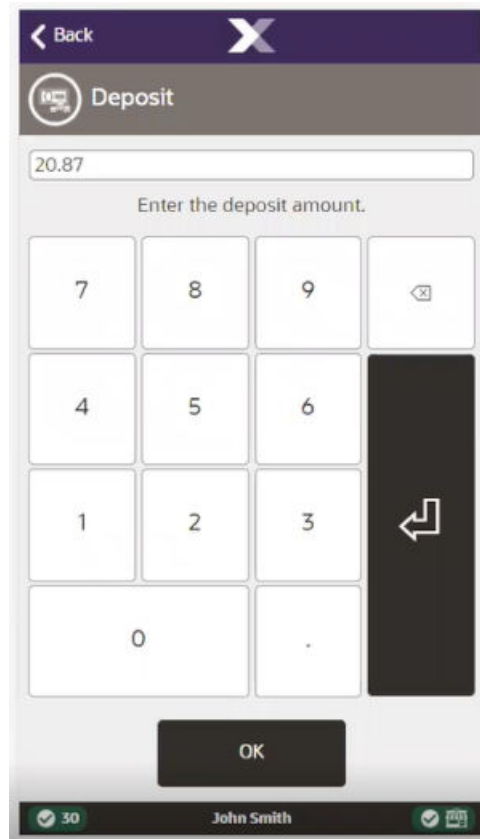 Back
Deposit
20.87
Enter the deposit amount.
7 8 9
4 5 6
1 2 3
0 .
OK
30 John Smith